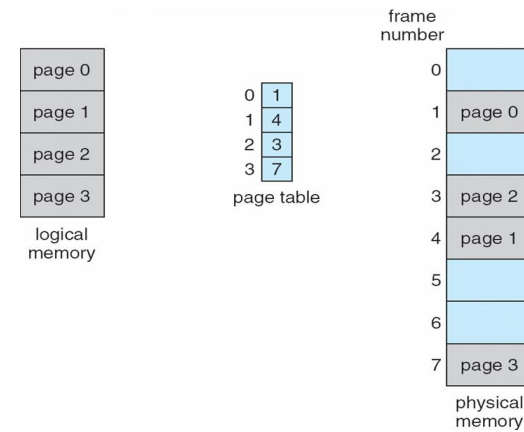 page 0
page 1
page 2
page 3
logical
memory
0 1
1 4
2 3
3 7
page table
frame
number
0
1 page 0
2
3 page 2
4 page 1
5
6
7 page 3
physical
memory